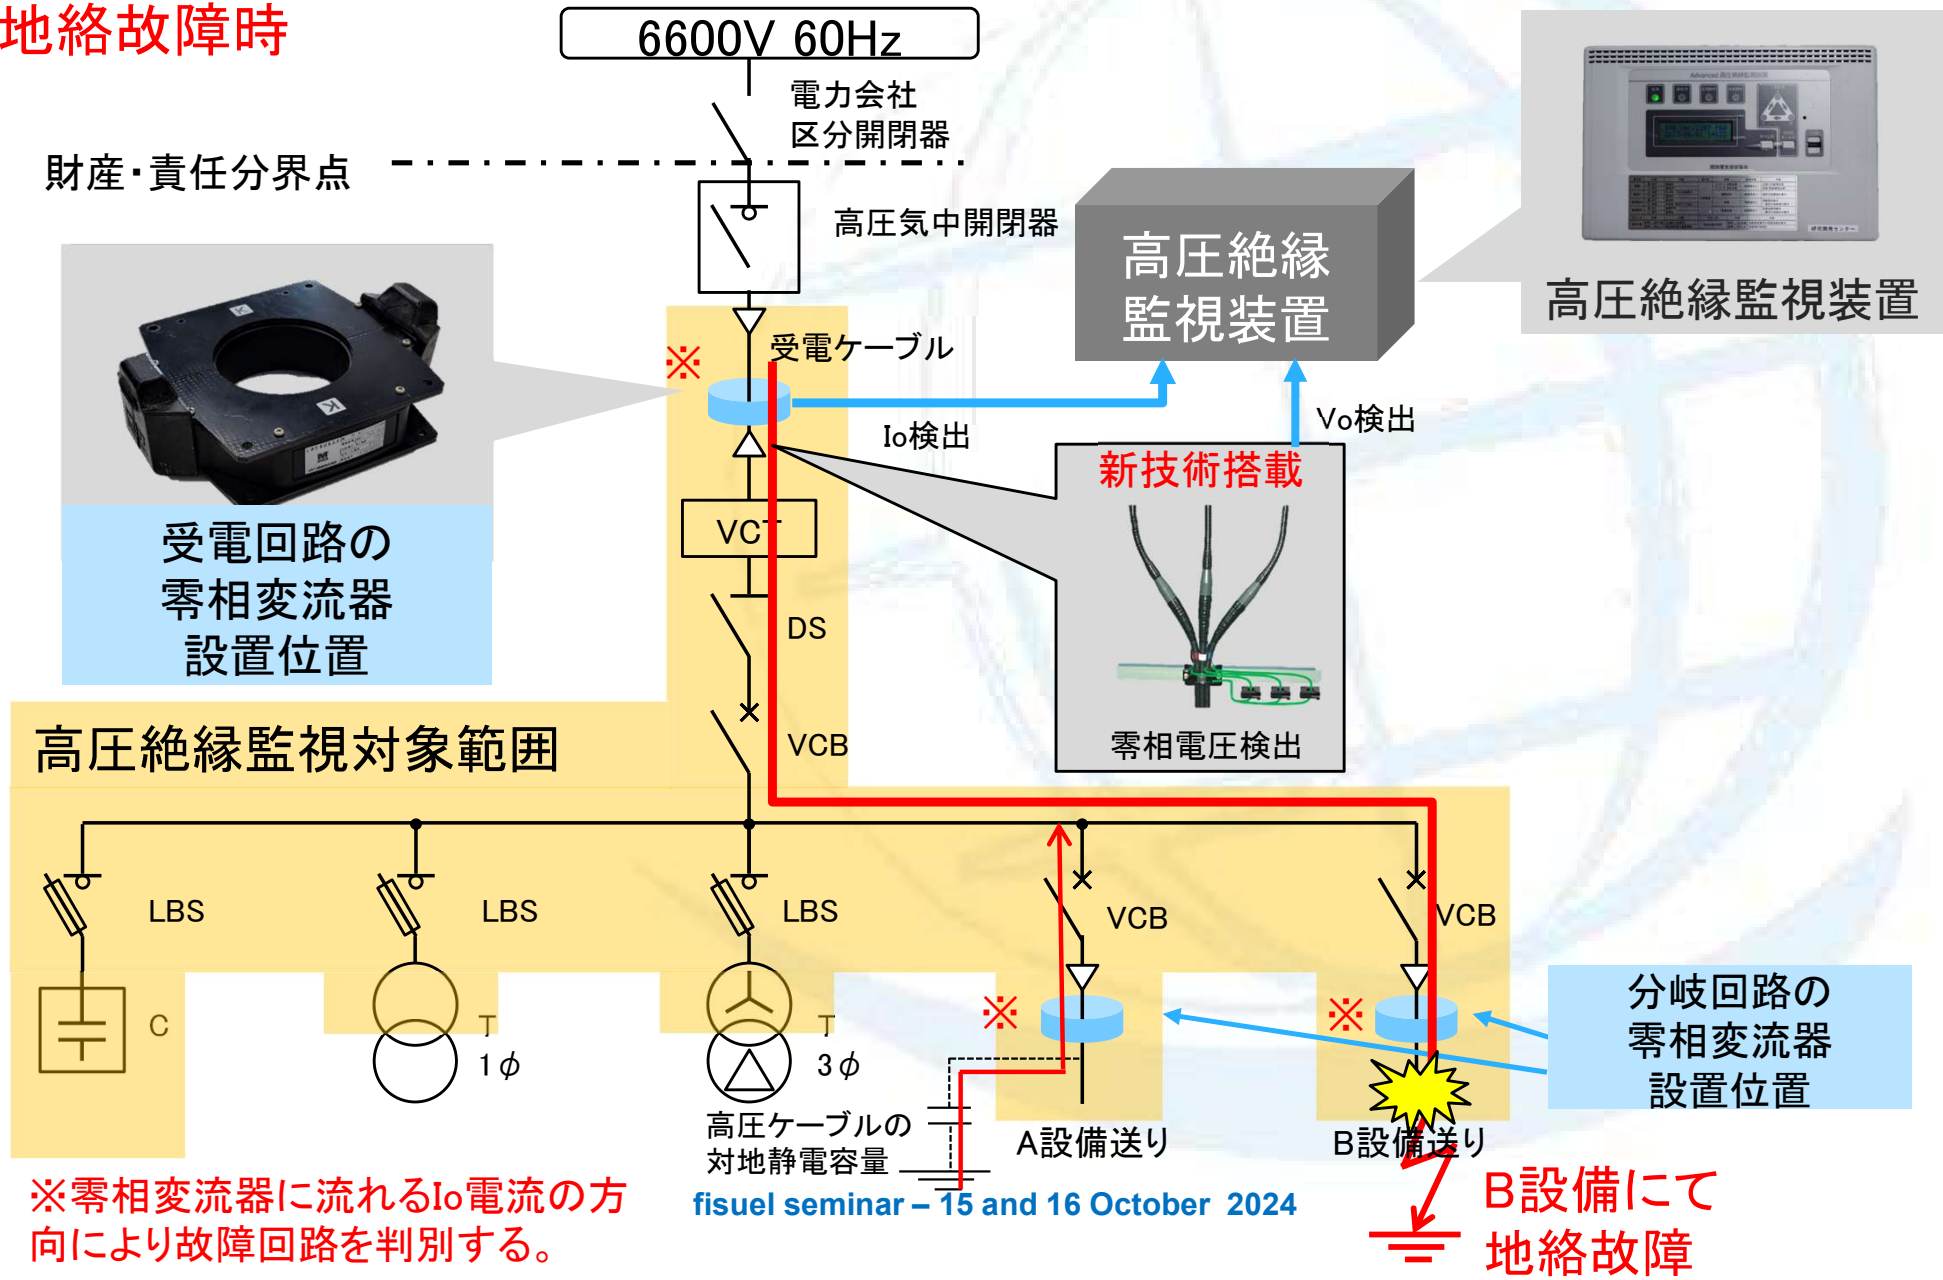 地絡故障時
6600V 60Hz
電力会社
区分開閉器
財産・責任分界点
高圧気中開閉器
高圧絶縁
監視装置
高圧絶縁監視装置
受電ケーブル
※
Io検出
Vo検出
新技術搭載
零相電圧検出
K
K
受電回路の
零相変流器
設置位置
VCT
DS
VCB
高圧絶縁監視対象範囲
LBS
LBS
LBS
VCB
VCB
C
T
1φ
T
3φ
※
※
分岐回路の
零相変流器
設置位置
高圧ケーブルの
対地静電容量
A設備送り
B設備送り
※零相変流器に流れるIo電流の方
向により故障回路を判別する。
fisuel seminar – 15 and 16 October 2024
B設備にて
地絡故障